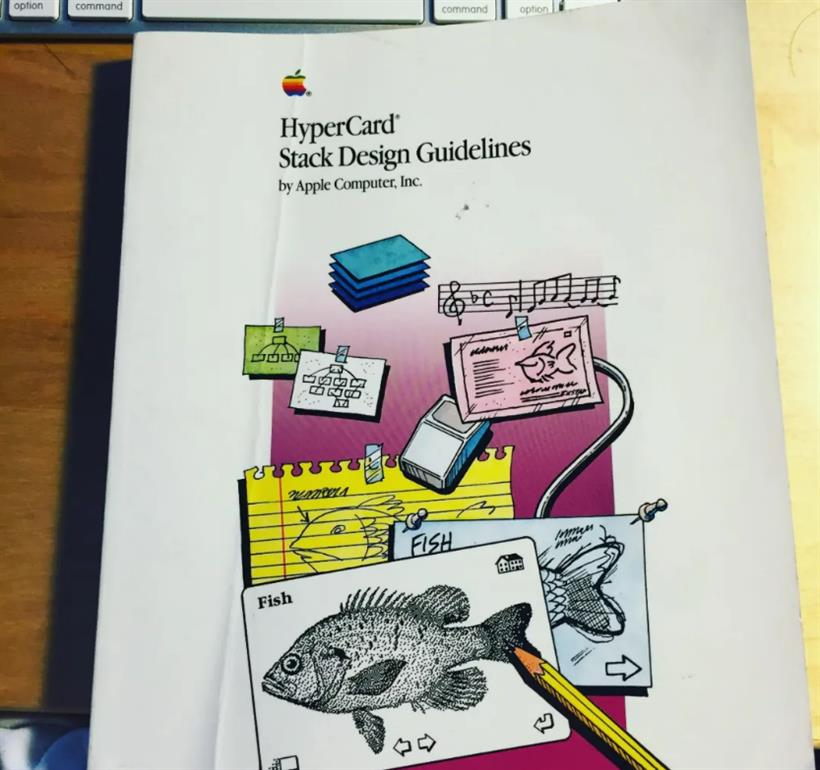 option
command
command
option
HyperCard®
Stack Design Guidelines
by Apple Computer, Inc.
FISH
Fish